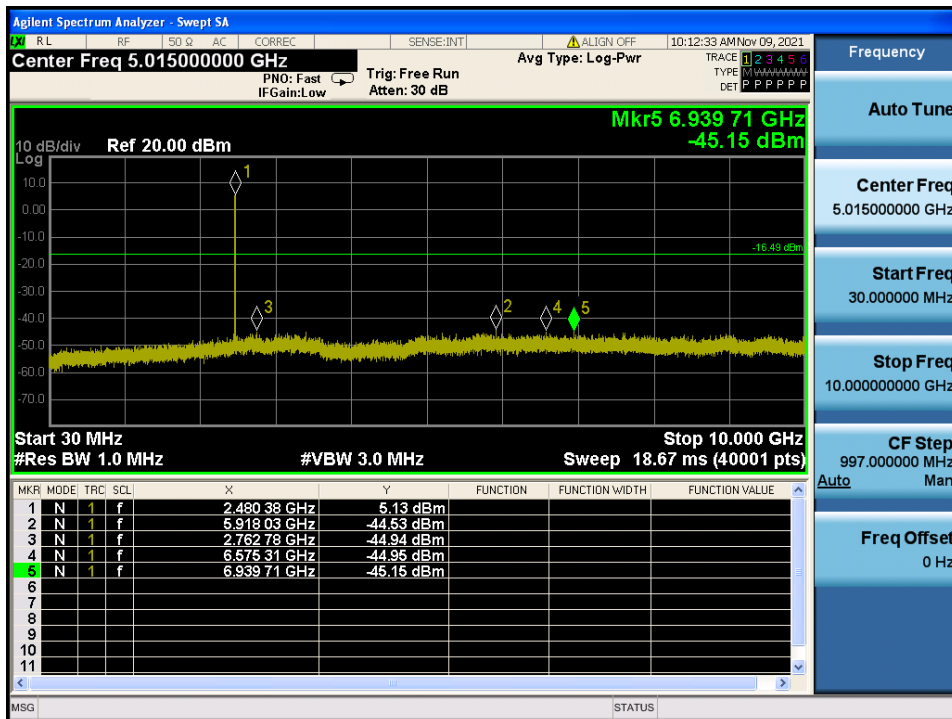 Agilent Spectrum Analyzer - Swept SA
LXI RL RF 50 Ω AC CORREC SENSE:INT ALIGN OFF 10:12:33 AM Nov 09, 2021
Center Freq 5.015000000 GHz
PNO: Fast
IFGain:Low
Trig: Free Run
Atten: 30 dB
Avg Type: Log-Pwr
TRACE 1 2 3 4 5 6
TYPE M
DET P P P P P P
Mkr5 6.939 71 GHz
-45.15 dBm
10 dB/div Ref 20.00 dBm
Log
10.0
0.00
-10.0
-20.0
-30.0
-40.0
-50.0
-60.0
-70.0
1
3
2
4
5
-16.49 dBm
Start 30 MHz Stop 10.000 GHz
#Res BW 1.0 MHz #VBW 3.0 MHz Sweep 18.67 ms (40001 pts)
MKR MODE TRC SCL X Y FUNCTION FUNCTION WIDTH FUNCTION VALUE
1 N 1 f 2.480 38 GHz 5.13 dBm
2 N 1 f 5.918 03 GHz -44.53 dBm
3 N 1 f 2.762 78 GHz -44.94 dBm
4 N 1 f 6.575 31 GHz -44.95 dBm
5 N 1 f 6.939 71 GHz -45.15 dBm
6
7
8
9
10
11
MSG STATUS
Frequency
Auto Tune
Center Freq
5.015000000 GHz
Start Freq
30.000000 MHz
Stop Freq
10.000000000 GHz
CF Step
997.000000 MHz
Auto Man
Freq Offset
0 Hz